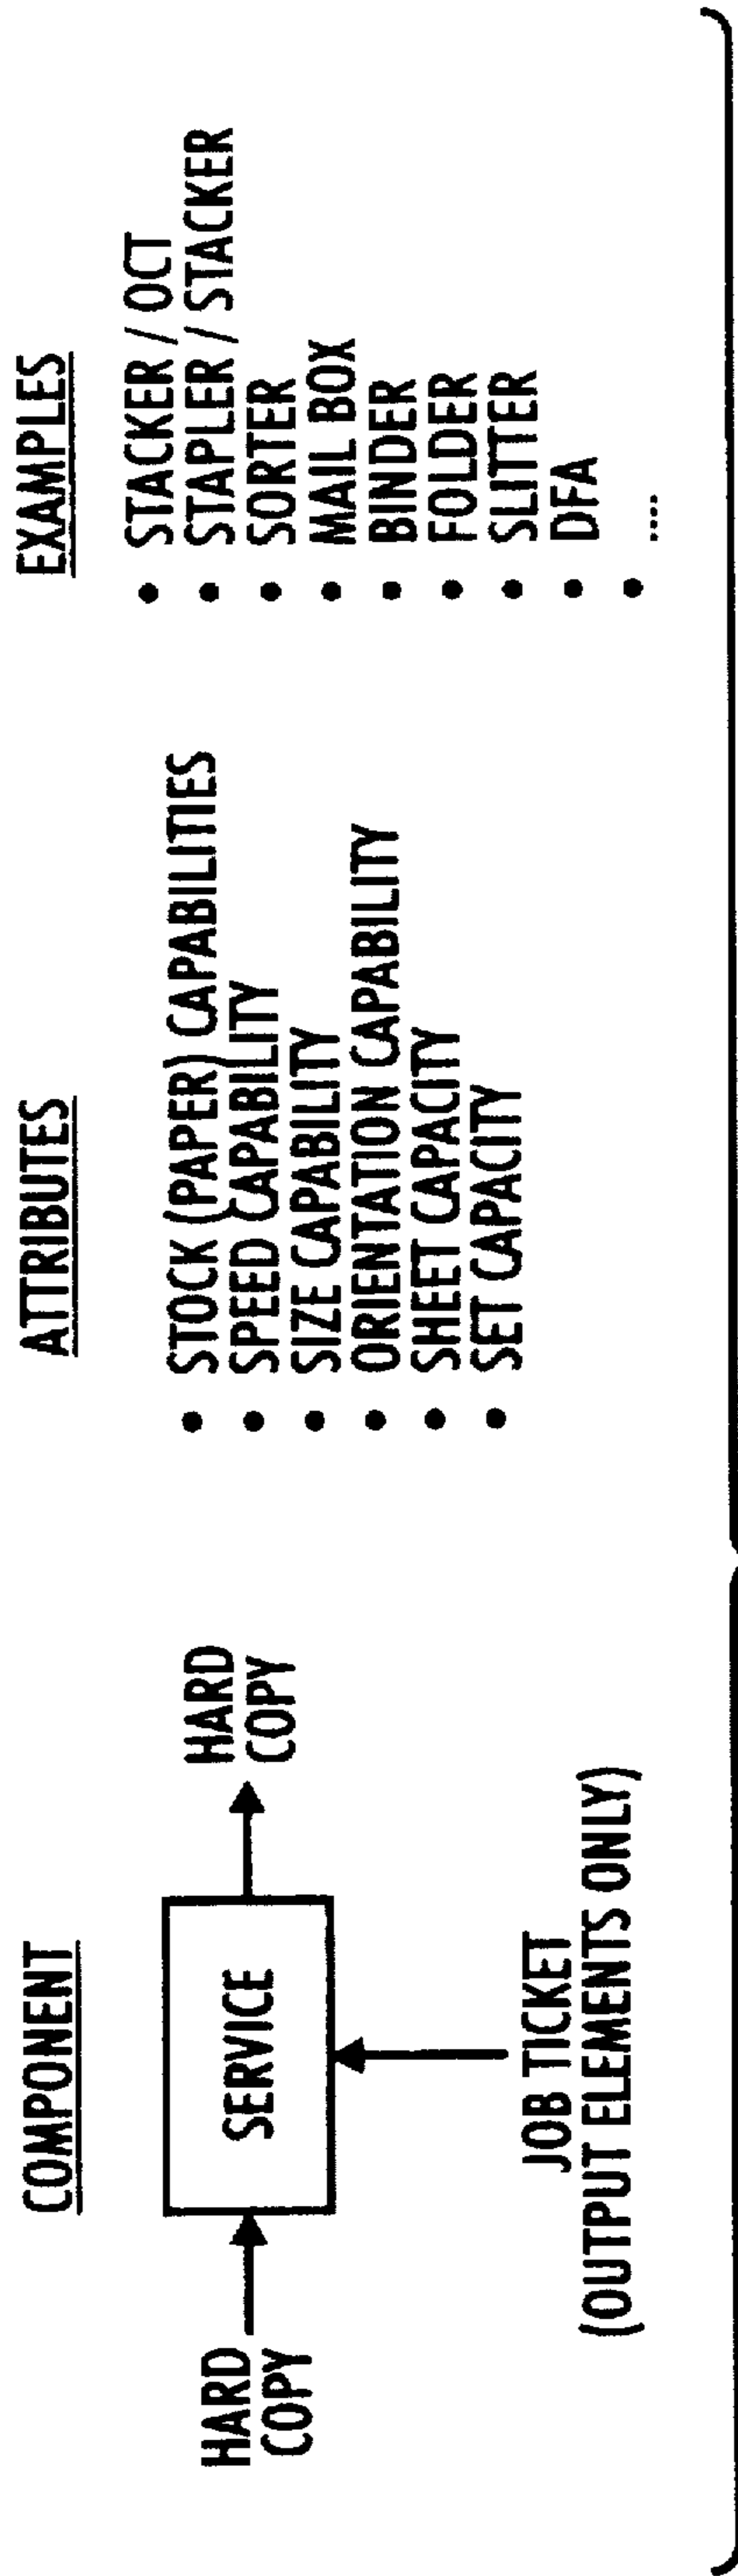 COMPONENT
HARD
COPY
SERVICE
HARD
COPY
JOB TICKET
(OUTPUT ELEMENTS ONLY)
ATTRIBUTES
• STOCK (PAPER) CAPABILITIES
• SPEED CAPABILITY
• SIZE CAPABILITY
• ORIENTATION CAPABILITY
• SHEET CAPACITY
• SET CAPACITY
EXAMPLES
• STACKER / OCT
• STAPLER / STACKER
• SORTER
• MAIL BOX
• BINDER
• FOLDER
• SLITTER
• DFA
• ....